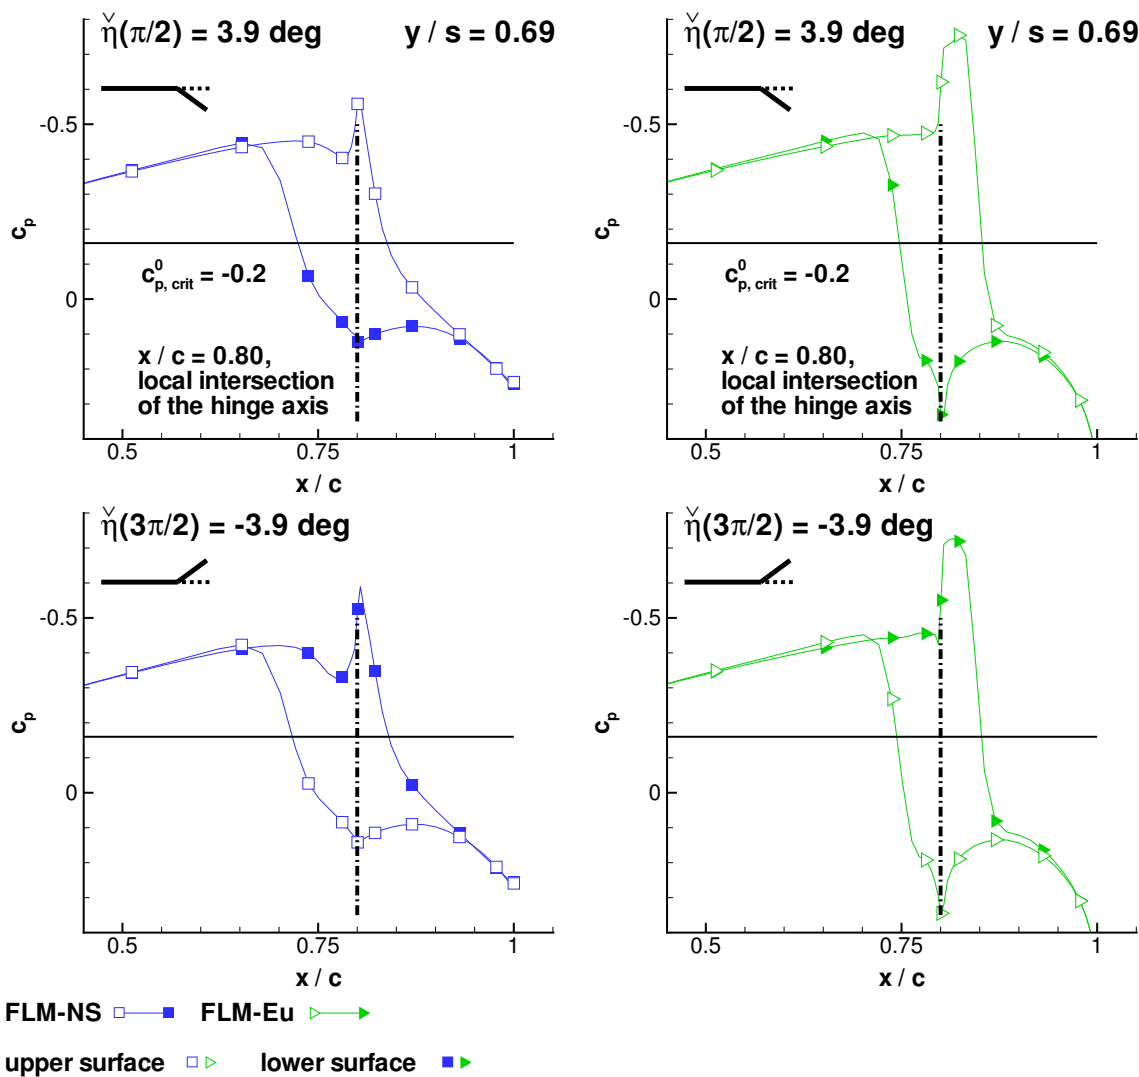 η̌(π/2) = 3.9 deg
y / s = 0.69
-0.5
0
c_p
c⁰_p, crit = -0.2
x / c = 0.80,
local intersection
of the hinge axis
0.5
0.75
1
x / c
η̌(π/2) = 3.9 deg
y / s = 0.69
-0.5
0
c_p
c⁰_p, crit = -0.2
x / c = 0.80,
local intersection
of the hinge axis
0.5
0.75
1
x / c
η̌(3π/2) = -3.9 deg
-0.5
0
c_p
0.5
0.75
1
x / c
η̌(3π/2) = -3.9 deg
-0.5
0
c_p
0.5
0.75
1
x / c
FLM-NS
FLM-Eu
upper surface
lower surface